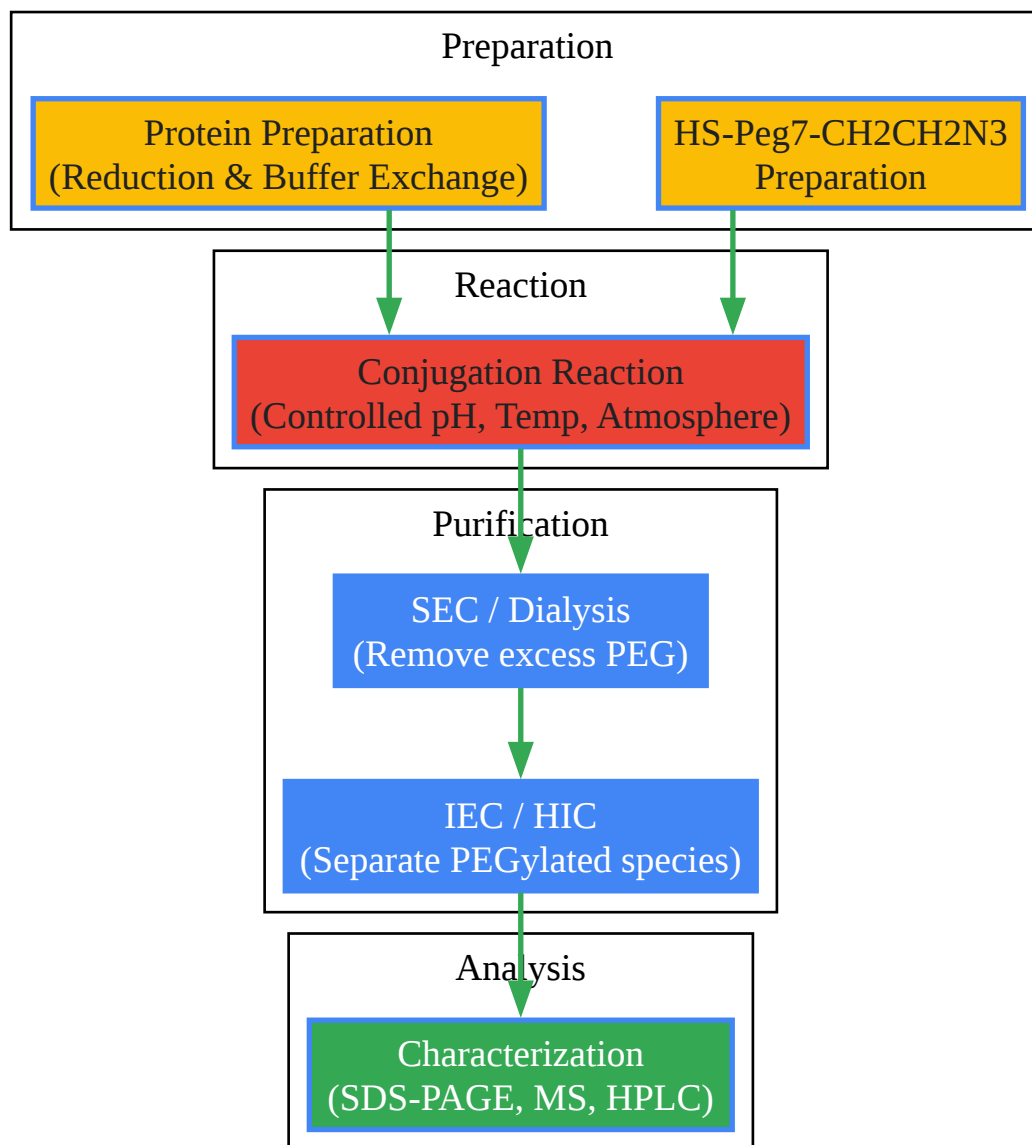 Preparation
Protein Preparation
(Reduction & Buffer Exchange)
HS-Peg7-CH2CH2N3
Preparation
Reaction
Conjugation Reaction
(Controlled pH, Temp, Atmosphere)
Purification
SEC / Dialysis
(Remove excess PEG)
IEC / HIC
(Separate PEGylated species)
Analysis
Characterization
(SDS-PAGE, MS, HPLC)